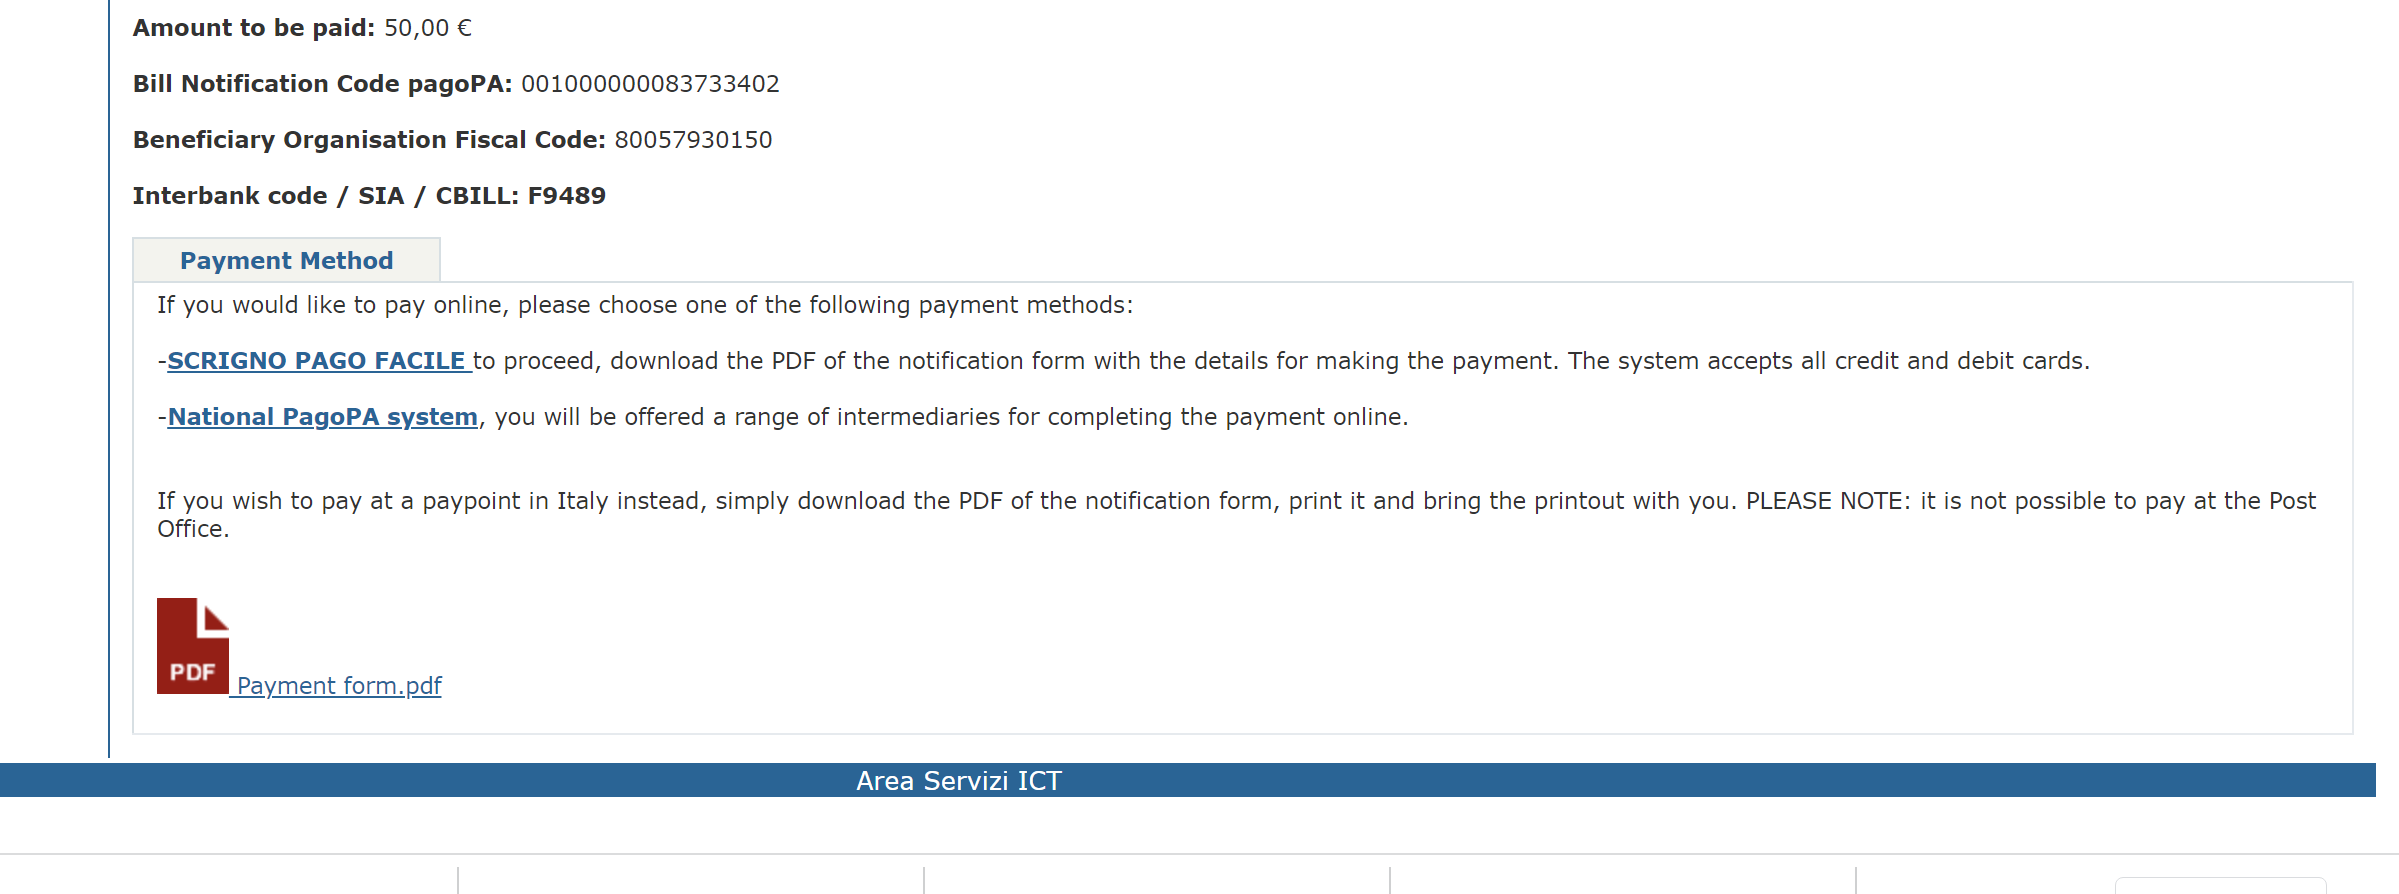 Amount to be paid: 50,00 €
Bill Notification Code pagoPA: 001000000083733402
Beneficiary Organisation Fiscal Code: 80057930150
Interbank code / SIA / CBILL: F9489
Payment Method
If you would like to pay online, please choose one of the following payment methods:
-SCRIGNO PAGO FACILE to proceed, download the PDF of the notification form with the details for making the payment. The system accepts all credit and debit cards.
-National PagoPA system, you will be offered a range of intermediaries for completing the payment online.
If you wish to pay at a paypoint in Italy instead, simply download the PDF of the notification form, print it and bring the printout with you. PLEASE NOTE: it is not possible to pay at the Post
Office.
PDF
Payment form.pdf
Area Servizi ICT